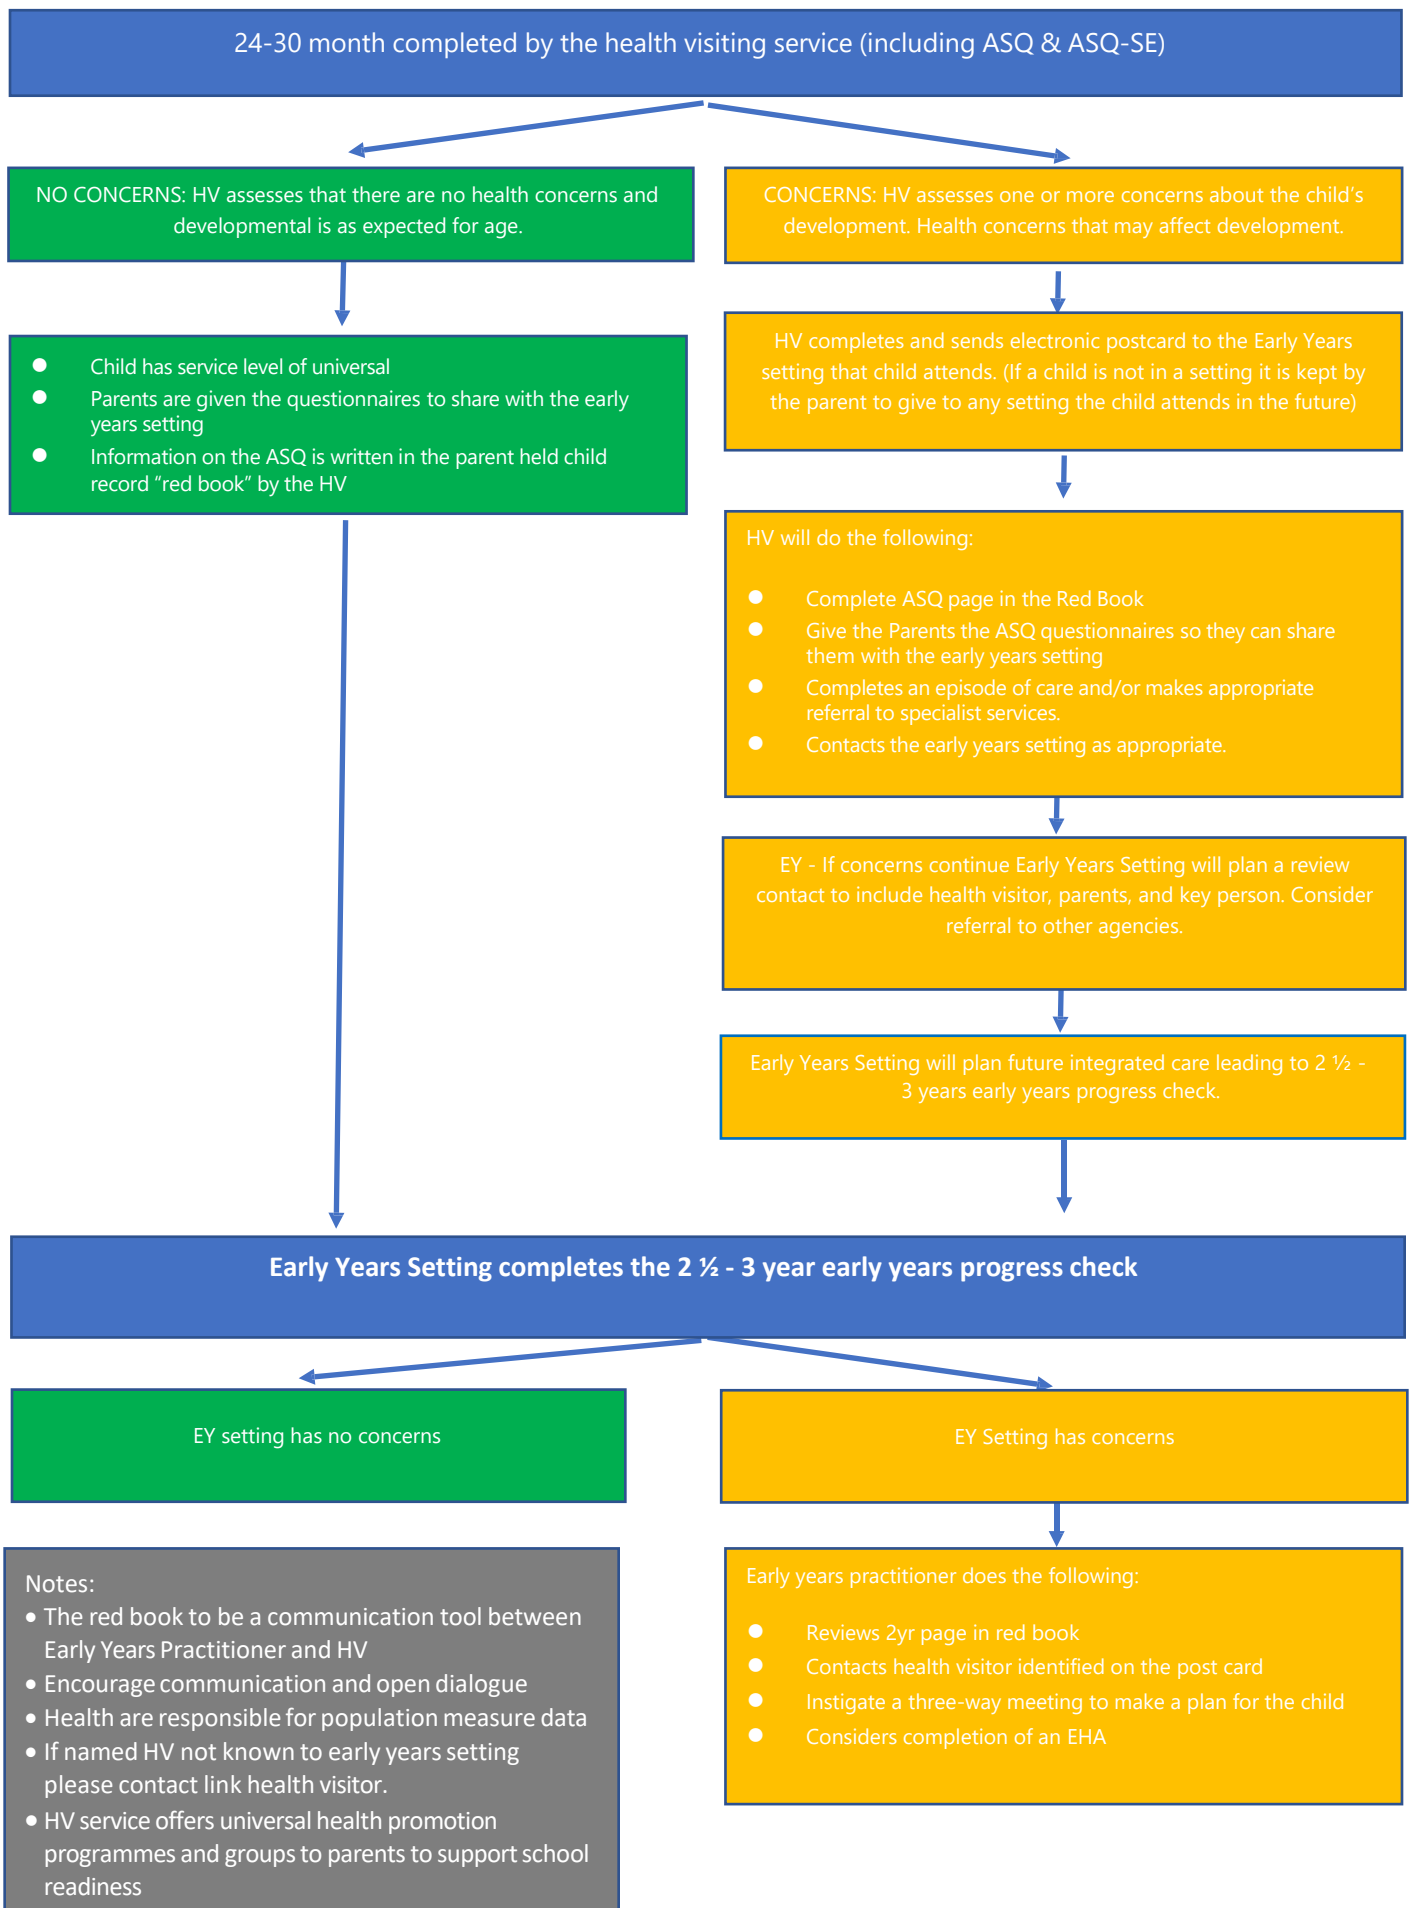 24-30 month completed by the health visiting service (including ASQ & ASQ-SE)
NO CONCERNS: HV assesses that there are no health concerns and
developmental is as expected for age.
CONCERNS: HV assesses one or more concerns about the child's
development. Health concerns that may affect development.
● Child has service level of universal
● Parents are given the questionnaires to share with the early
years setting
● Information on the ASQ is written in the parent held child
record “red book” by the HV
HV completes and sends electronic postcard to the Early Years
setting that child attends. (If a child is not in a setting it is kept by
the parent to give to any setting the child attends in the future)
HV will do the following:
● Complete ASQ page in the Red Book
● Give the Parents the ASQ questionnaires so they can share
them with the early years setting
● Completes an episode of care and/or makes appropriate
referral to specialist services.
● Contacts the early years setting as appropriate.
EY - If concerns continue Early Years Setting will plan a review
contact to include health visitor, parents, and key person. Consider
referral to other agencies.
Early Years Setting will plan future integrated care leading to 2 ½ -
3 years early years progress check.
Early Years Setting completes the 2 ½ - 3 year early years progress check
EY setting has no concerns
EY Setting has concerns
Notes:
• The red book to be a communication tool between
Early Years Practitioner and HV
• Encourage communication and open dialogue
• Health are responsible for population measure data
• If named HV not known to early years setting
please contact link health visitor.
• HV service offers universal health promotion
programmes and groups to parents to support school
readiness
Early years practitioner does the following:
● Reviews 2yr page in red book
● Contacts health visitor identified on the post card
● Instigate a three-way meeting to make a plan for the child
● Considers completion of an EHA